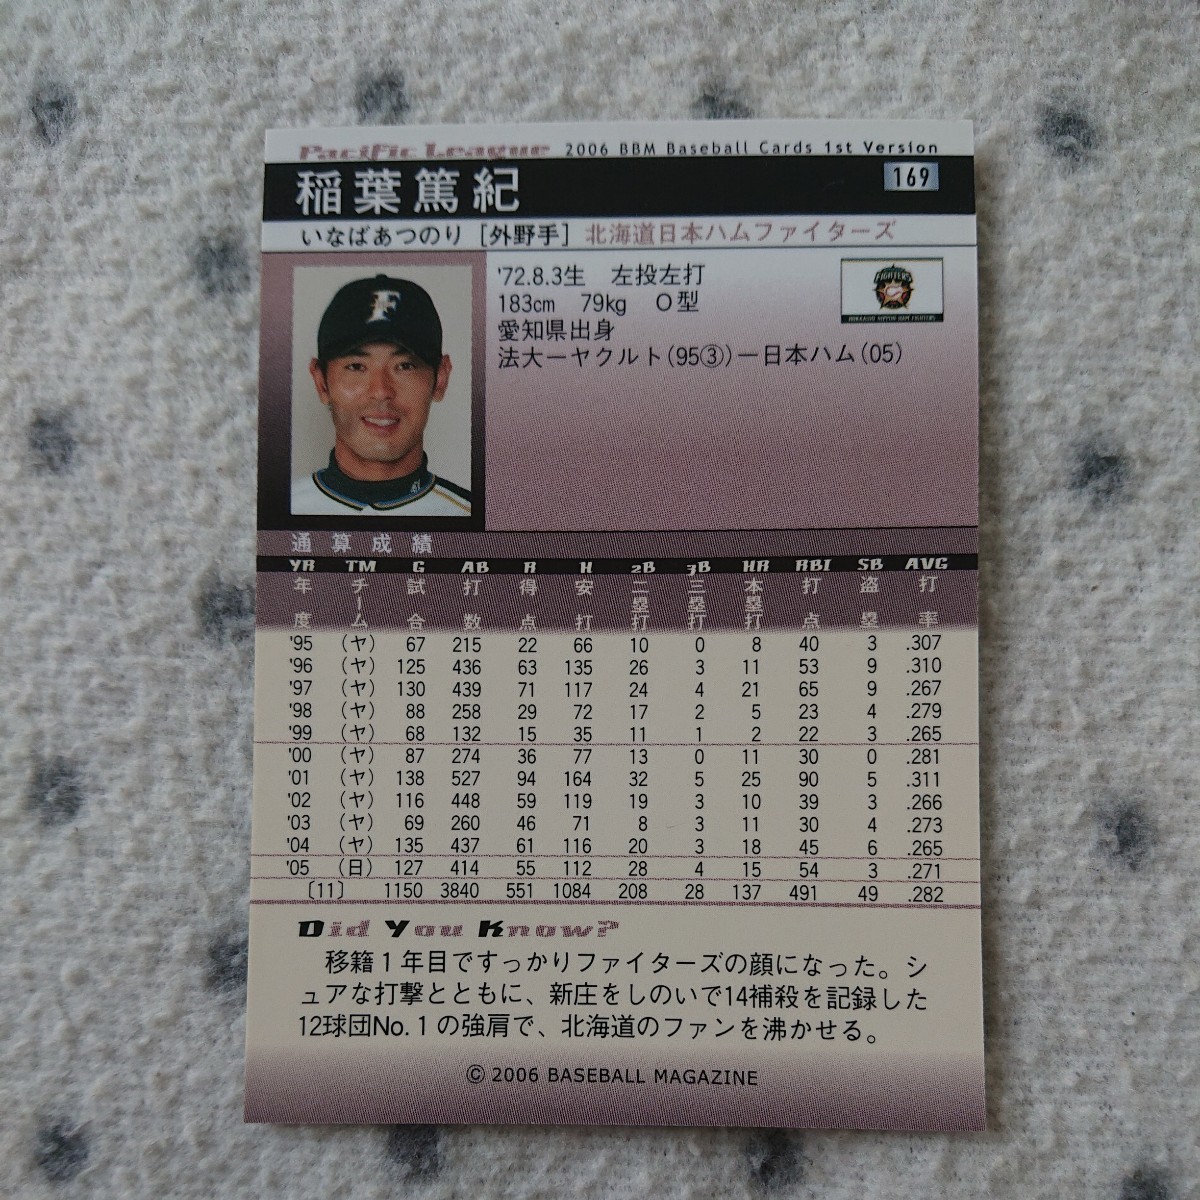 Pacific League 2006 BBM Baseball Cards 1st Version
稲葉篤紀 169
いなばあつのり [外野手] 北海道日本ハムファイターズ
'72.8.3生 左投左打
183cm 79kg O型
愛知県出身
法大ーヤクルト(95③)ー日本ハム(05)
FIGHTERS
HOKKAIDO NIPPON-HAM FIGHTERS
F
通算成績
YR TM G AB R H 2B 3B HR RBI SB AVG
年度 チーム 試合 打数 得点 安打 二塁打 三塁打 本塁打 打点 盗塁 打率
'95 (ヤ) 67 215 22 66 10 0 8 40 3 .307
'96 (ヤ) 125 436 63 135 26 3 11 53 9 .310
'97 (ヤ) 130 439 71 117 24 4 21 65 9 .267
'98 (ヤ) 88 258 29 72 17 2 5 23 4 .279
'99 (ヤ) 68 132 15 35 11 1 2 22 3 .265
'00 (ヤ) 87 274 36 77 13 0 11 30 0 .281
'01 (ヤ) 138 527 94 164 32 5 25 90 5 .311
'02 (ヤ) 116 448 59 119 19 3 10 39 3 .266
'03 (ヤ) 69 260 46 71 8 3 11 30 4 .273
'04 (ヤ) 135 437 61 116 20 3 18 45 6 .265
'05 (日) 127 414 55 112 28 4 15 54 3 .271
〔11〕 1150 3840 551 1084 208 28 137 491 49 .282
Did You Know?
移籍1年目ですっかりファイターズの顔になった。シ
ュアな打撃とともに、新庄をしのいで14補殺を記録した
12球団No.1の強肩で、北海道のファンを沸かせる。
© 2006 BASEBALL MAGAZINE